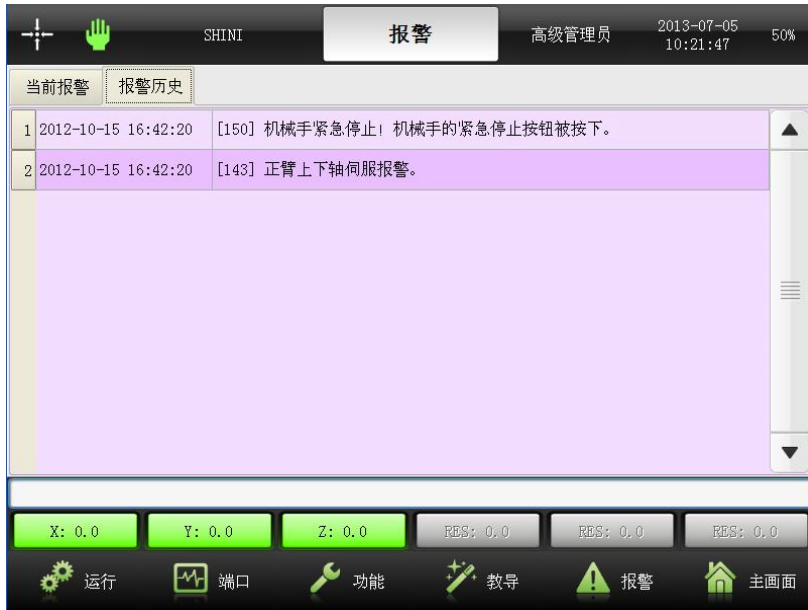 SHINI
报警
高级管理员
2013-07-05
10:21:47
50%
当前报警
报警历史
1 2012-10-15 16:42:20 [150] 机械手紧急停止! 机械手的紧急停止按钮被按下。
2 2012-10-15 16:42:20 [143] 正臂上下轴伺服报警。
X: 0.0
Y: 0.0
Z: 0.0
RES: 0.0
RES: 0.0
RES: 0.0
运行
端口
功能
教导
报警
主画面